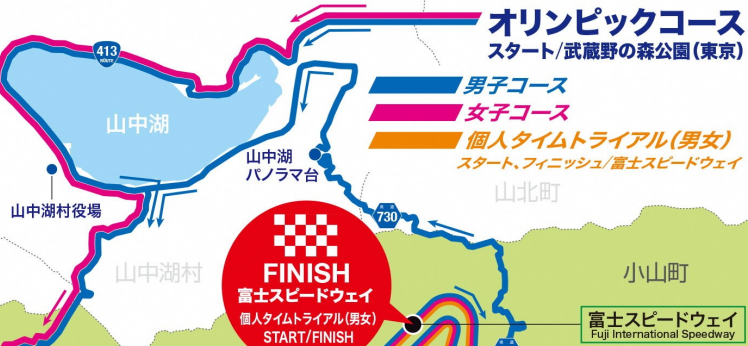 オリンピックコース
スタート/武蔵野の森公園(東京)
413
ROUTE
男子コース
女子コース
個人タイムトライアル(男女)
スタート、フィニッシュ/富士スピードウェイ
山中湖
山中湖
パノラマ台
山中湖村役場
山北町
730
山中湖村
小山町
FINISH
富士スピードウェイ
個人タイムトライアル(男女)
START/FINISH
富士スピードウェイ
Fuji International Speedway